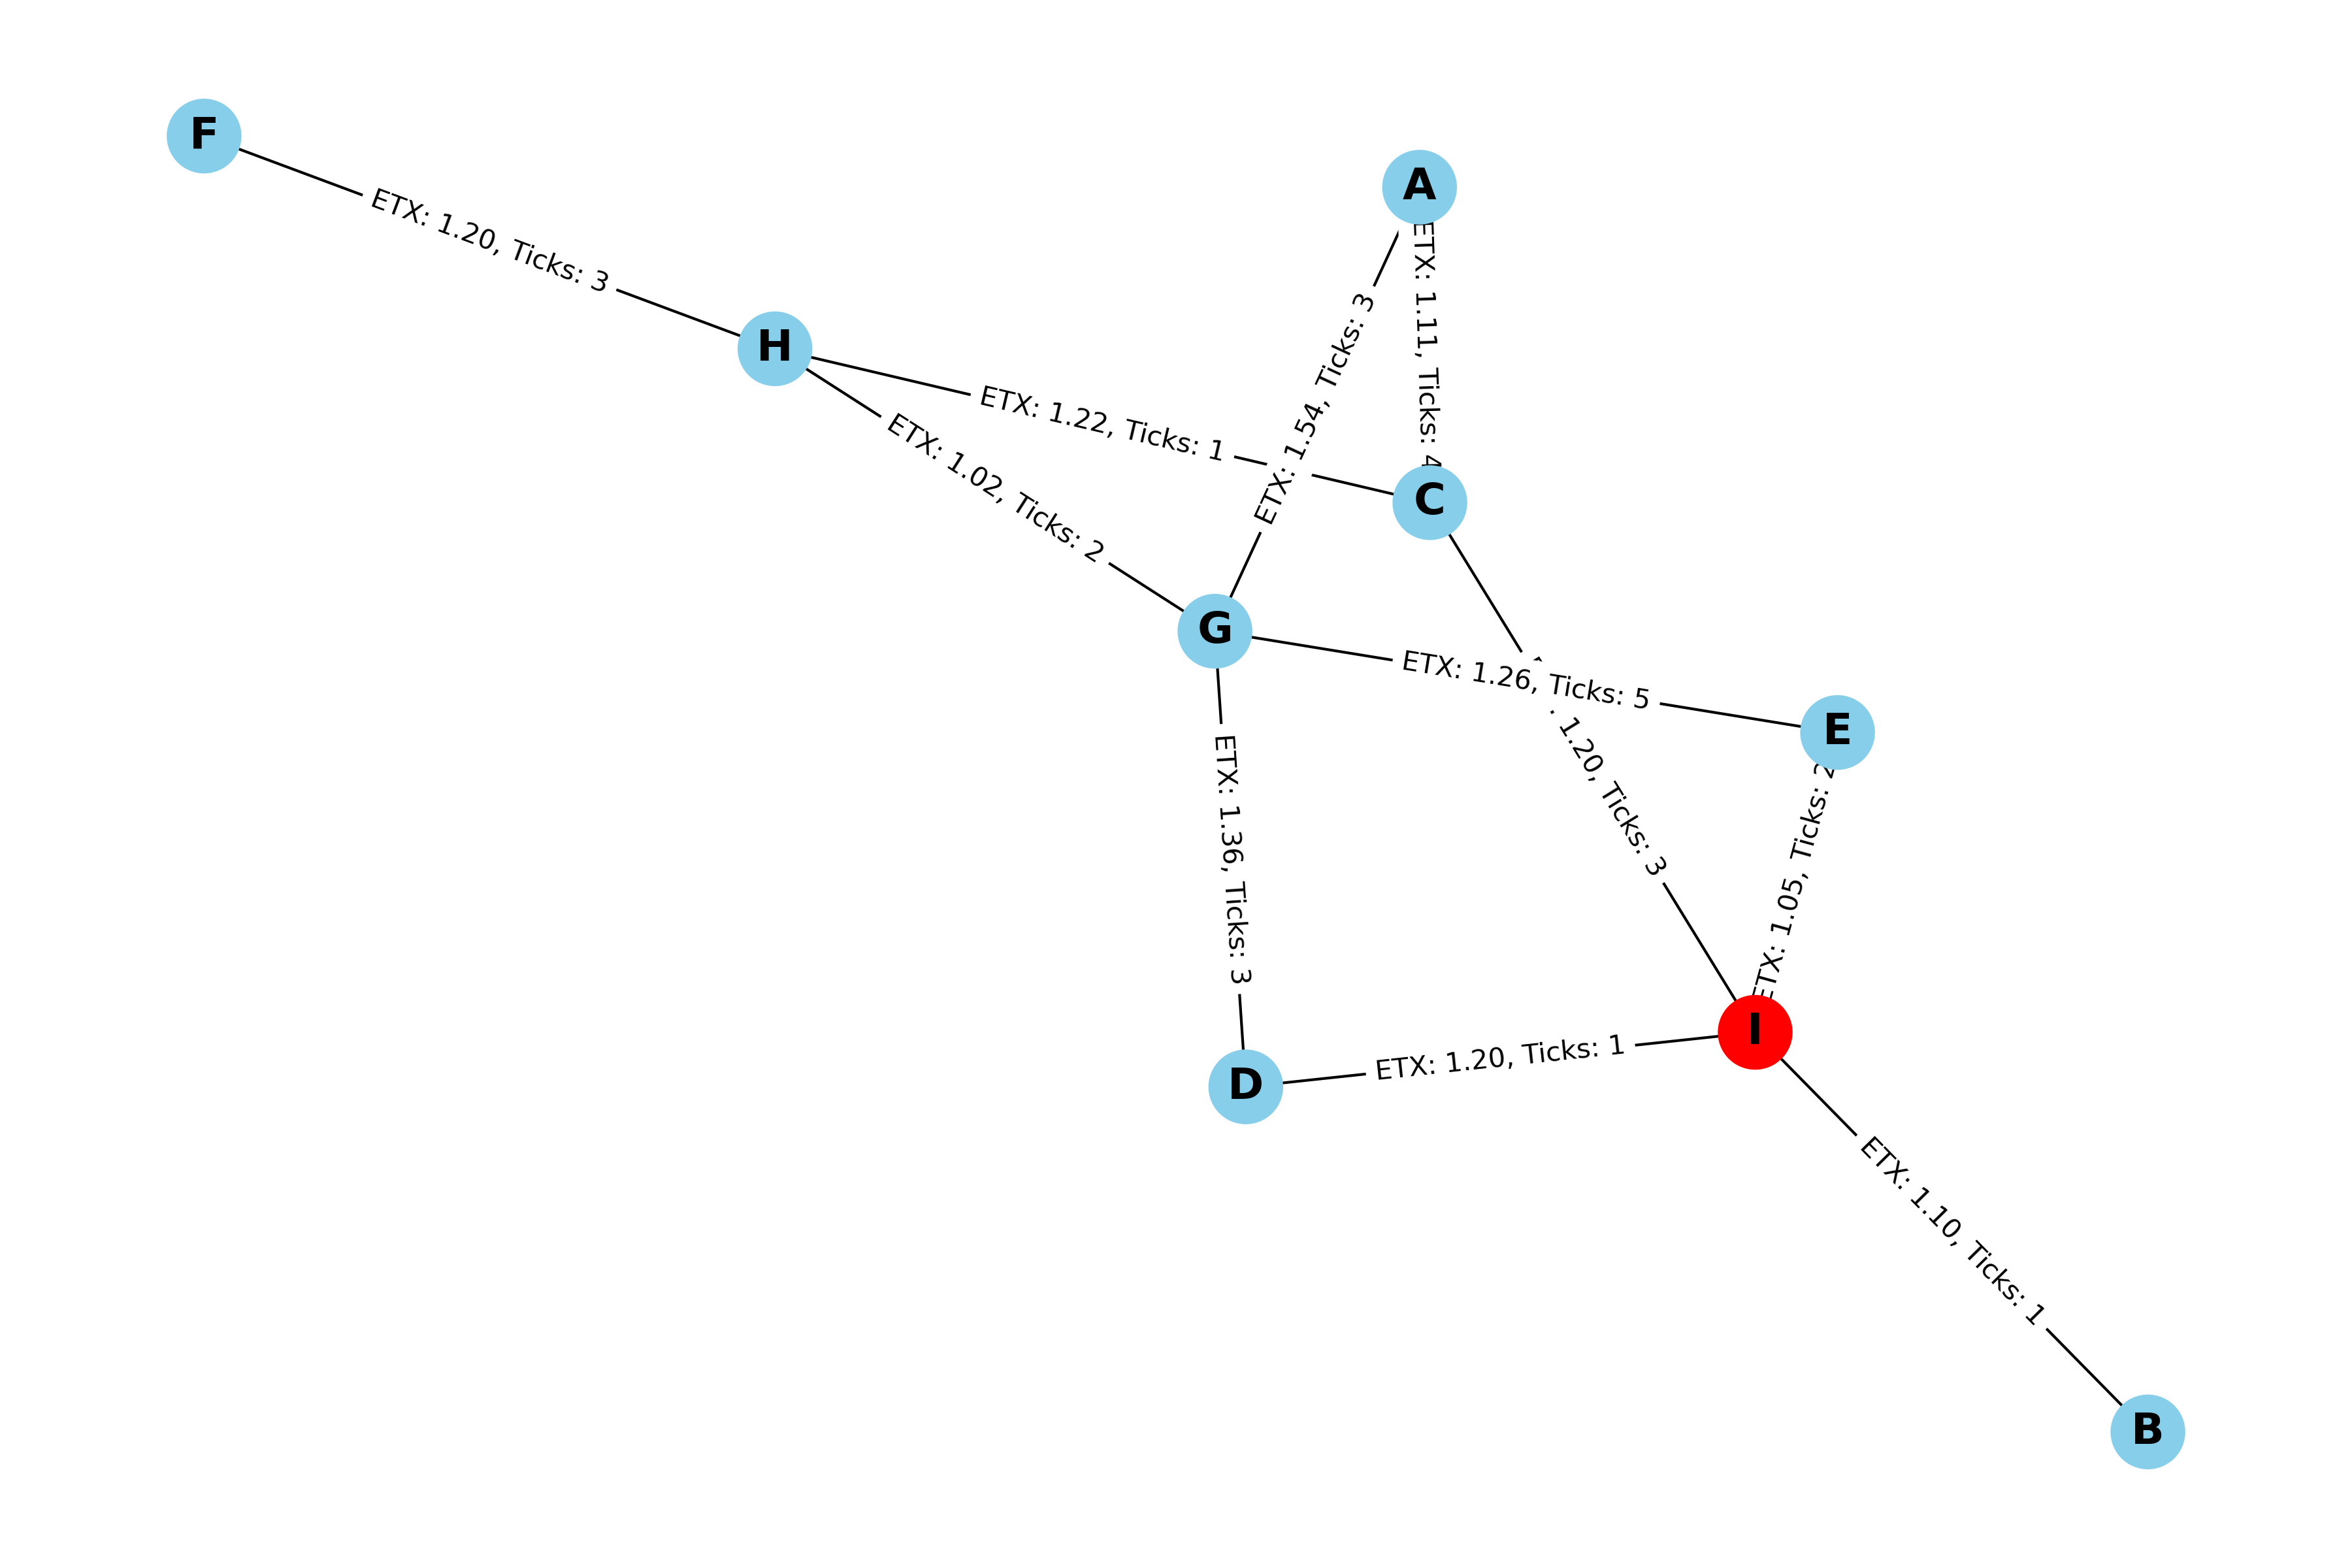 F
A
ETX: 1.20, Ticks: 3
H
ETX: 1.11, Ticks: 4
ETX: 1.54, Ticks: 3
ETX: 1.22, Ticks: 1
ETX: 1.02, Ticks: 2
C
G
ETX: 1.26, Ticks: 5
E
1.20, Ticks: 3
ETX: 1.36, Ticks: 3
ETX: 1.05, Ticks: 2
I
ETX: 1.20, Ticks: 1
D
ETX: 1.10, Ticks: 1
B